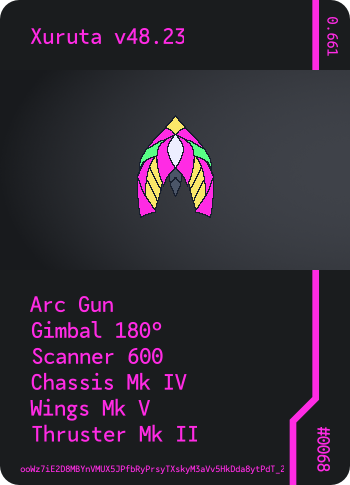 Xuruta v48.23
0.661
Arc Gun
Gimbal 180°
Scanner 600
Chassis Mk IV
Wings Mk V
Thruster Mk II
#0068
ooWz7iE2D8MBYnVMUX5JPfbRyPrsyTXskyM3aVv5HkDda8ytPdT_2